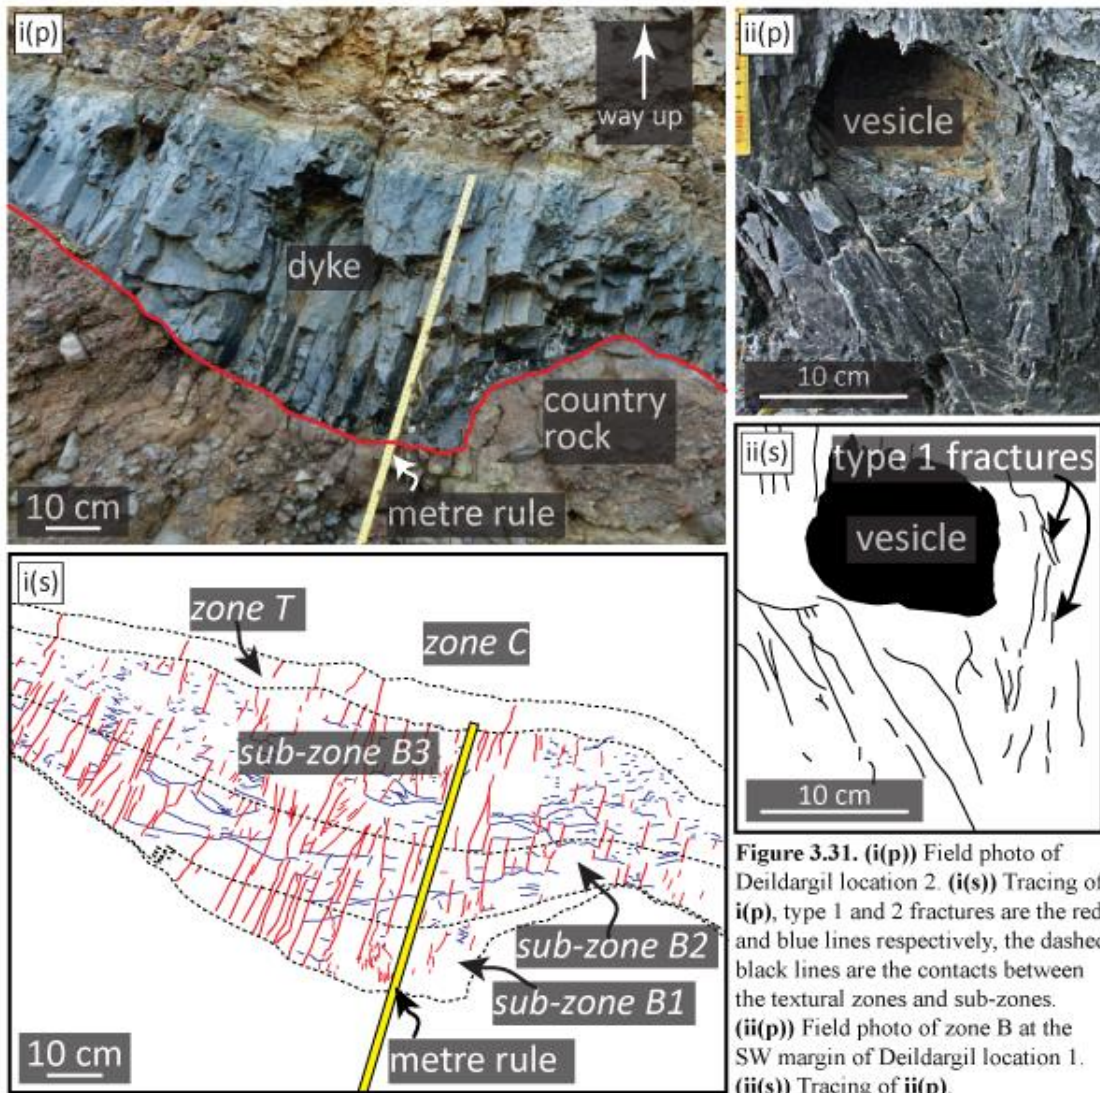 i(p)
way up
dyke
country
rock
10 cm
metre rule
ii(p)
vesicle
10 cm
i(s)
zone T
zone C
sub-zone B3
sub-zone B2
sub-zone B1
10 cm
metre rule
ii(s)
type 1 fractures
vesicle
10 cm
Figure 3.31. (i(p)) Field photo of
Deildargil location 2. (i(s)) Tracing of
i(p), type 1 and 2 fractures are the red
and blue lines respectively, the dashed
black lines are the contacts between
the textural zones and sub-zones.
(ii(p)) Field photo of zone B at the
SW margin of Deildargil location 1.
(ii(s)) Tracing of ii(p).